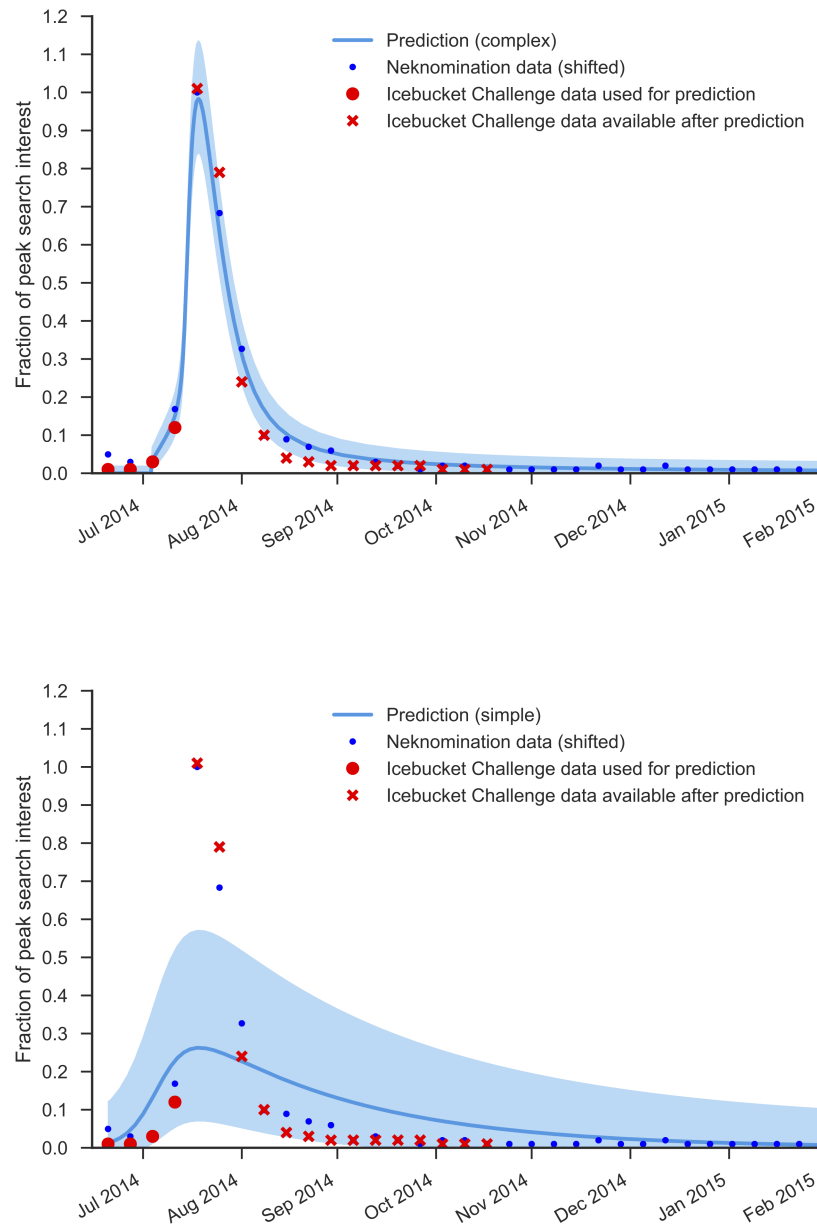 1.2
1.1
1.0
0.9
0.8
0.7
0.6
0.5
0.4
0.3
0.2
0.1
0.0
Fraction of peak search interest
Prediction (complex)
Neknomination data (shifted)
Icebucket Challenge data used for prediction
Icebucket Challenge data available after prediction
Jul 2014
Aug 2014
Sep 2014
Oct 2014
Nov 2014
Dec 2014
Jan 2015
Feb 2015
1.2
1.1
1.0
0.9
0.8
0.7
0.6
0.5
0.4
0.3
0.2
0.1
0.0
Fraction of peak search interest
Prediction (simple)
Neknomination data (shifted)
Icebucket Challenge data used for prediction
Icebucket Challenge data available after prediction
Jul 2014
Aug 2014
Sep 2014
Oct 2014
Nov 2014
Dec 2014
Jan 2015
Feb 2015